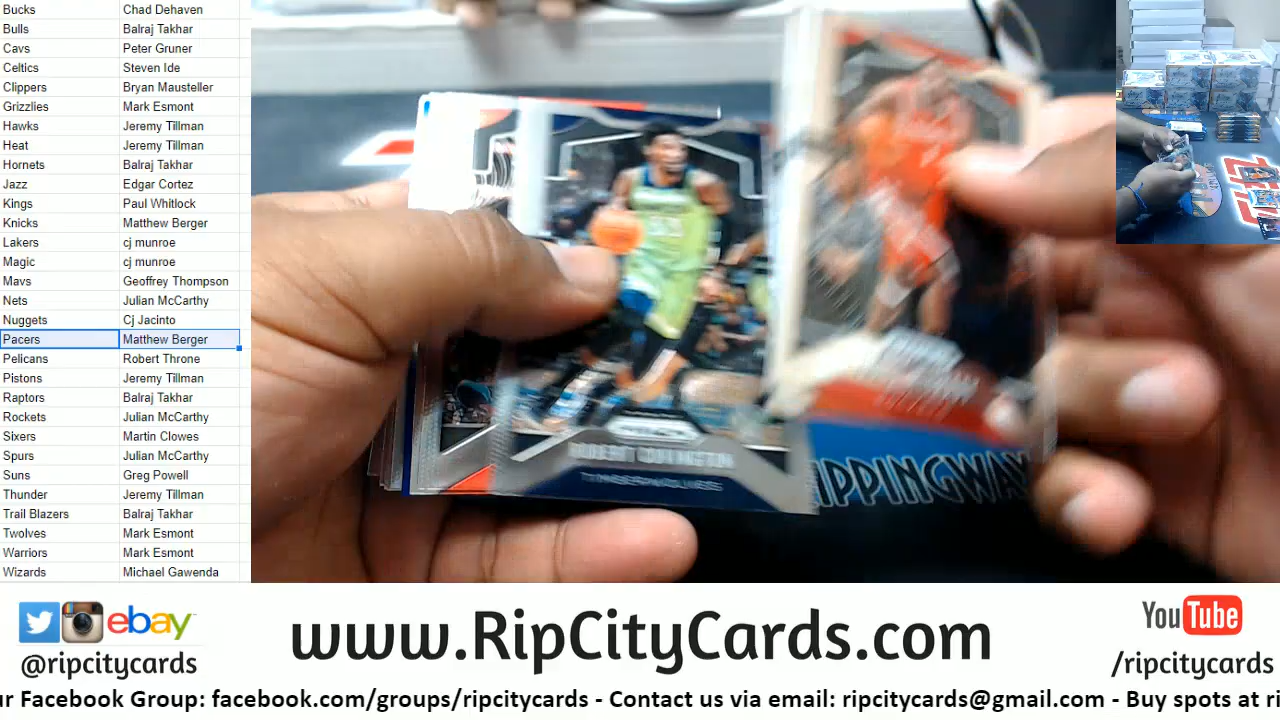 Bucks Chad Dehaven
Bulls Balraj Takhar
Cavs Peter Gruner
Celtics Steven Ide
Clippers Bryan Mausteller
Grizzlies Mark Esmont
Hawks Jeremy Tillman
Heat Jeremy Tillman
Hornets Balraj Takhar
Jazz Edgar Cortez
Kings Paul Whitlock
Knicks Matthew Berger
Lakers cj munroe
Magic cj munroe
Mavs Geoffrey Thompson
Nets Julian McCarthy
Nuggets Cj Jacinto
Pacers Matthew Berger
Pelicans Robert Throne
Pistons Jeremy Tillman
Raptors Balraj Takhar
Rockets Julian McCarthy
Sixers Martin Clowes
Spurs Julian McCarthy
Suns Greg Powell
Thunder Jeremy Tillman
Trail Blazers Balraj Takhar
Twolves Mark Esmont
Warriors Mark Esmont
Wizards Michael Gawenda
ROBERT COVINGTON
TIMBERWOLVES
IPPINGWA
ebay
@ripcitycards
www.RipCityCards.com
YouTube
/ripcitycards
ur Facebook Group: facebook.com/groups/ripcitycards - Contact us via email: ripcitycards@gmail.com - Buy spots at ri